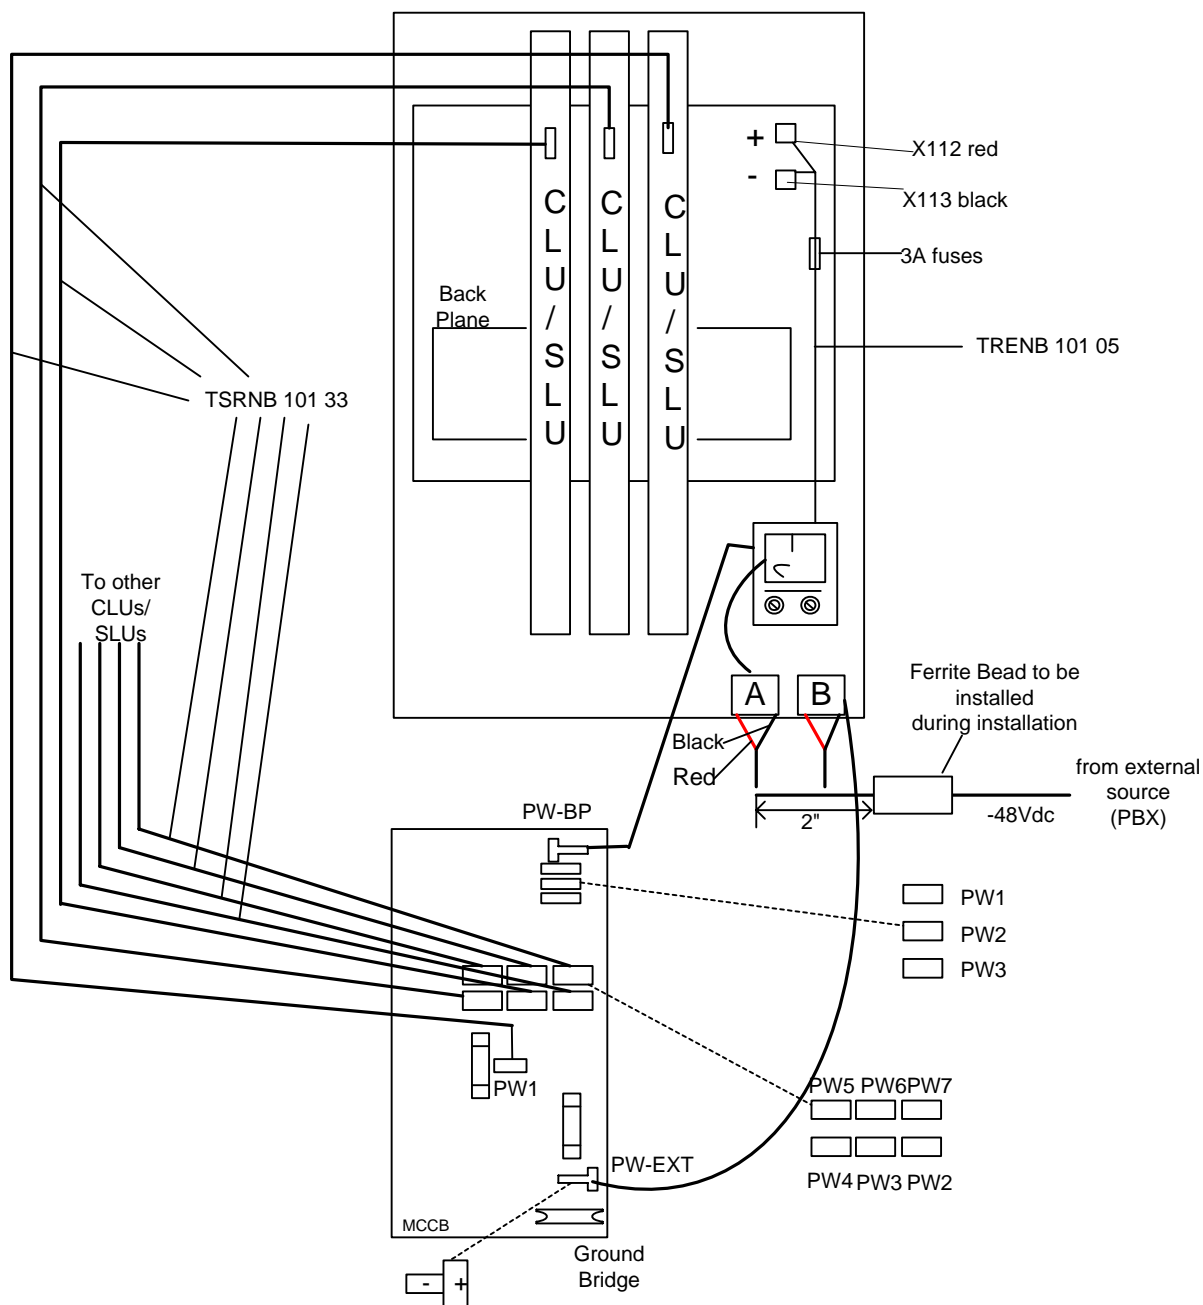 +
X112 red
-
X113 black
3A fuses
C L U / S L U
C L U / S L U
C L U / S L U
Back
Plane
TRENB 101 05
TSRNB 101 33
To other
CLUs/
SLUs
A
B
Ferrite Bead to be
installed
during installation
Black
Red
from external
source
(PBX)
2"
-48Vdc
PW-BP
PW1
PW2
PW3
PW1
PW5 PW6 PW7
PW4 PW3 PW2
PW-EXT
MCCB
Ground
Bridge
- +